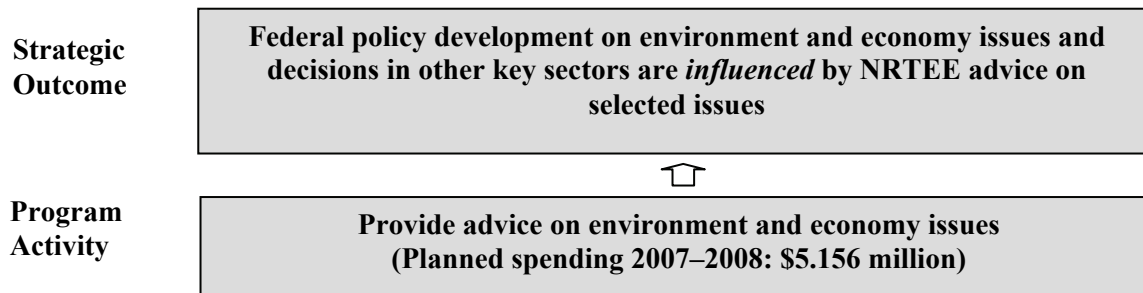 Strategic
Outcome
Federal policy development on environment and economy issues and
decisions in other key sectors are influenced by NRTEE advice on
selected issues
Program
Activity
Provide advice on environment and economy issues
(Planned spending 2007–2008: $5.156 million)